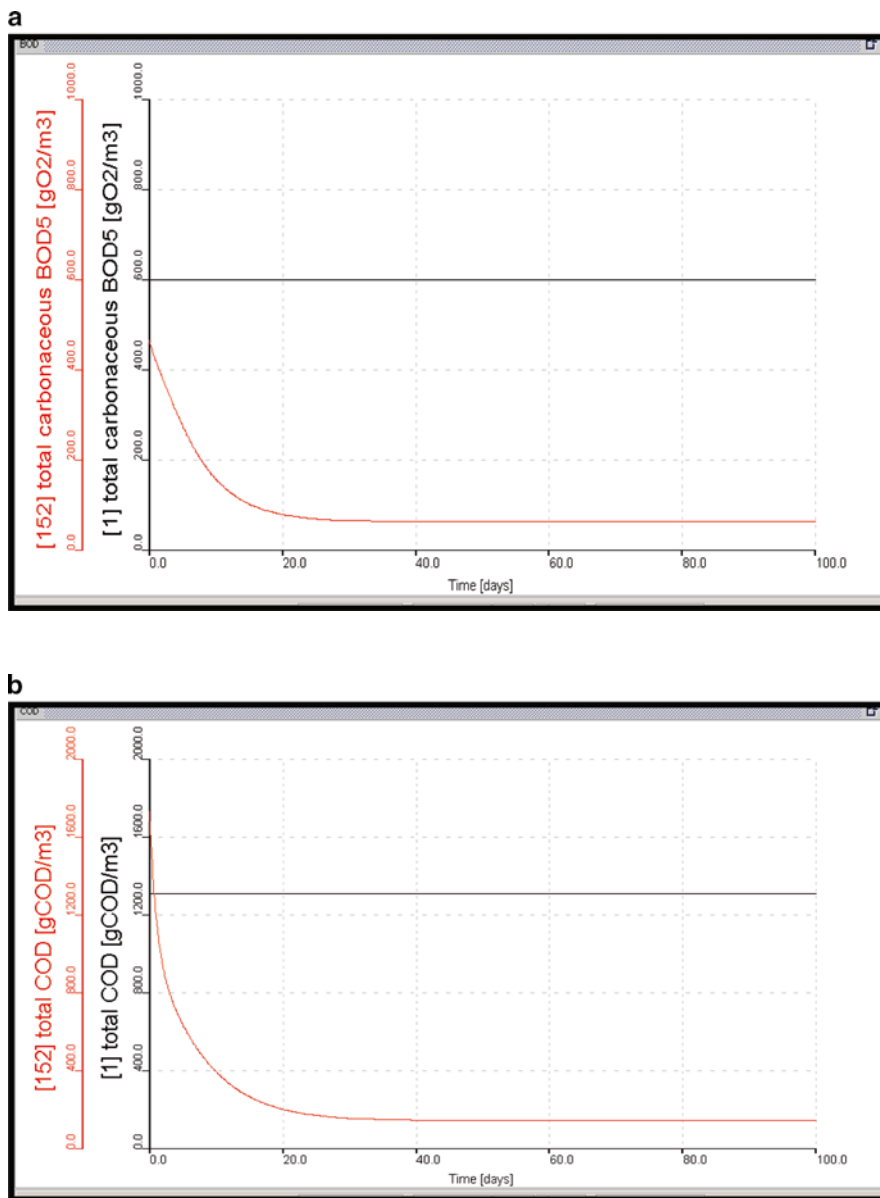 a
BOD
[152] total carbonaceous BOD5 [gO2/m3]
0.0 200.0 400.0 600.0 800.0 1000.0
[1] total carbonaceous BOD5 [gO2/m3]
0.0 200.0 400.0 600.0 800.0 1000.0
0.0 20.0 40.0 60.0 80.0 100.0
Time [days]
b
COD
[152] total COD [gCOD/m3]
0.0 400.0 800.0 1200.0 1600.0 2000.0
[1] total COD [gCOD/m3]
0.0 400.0 800.0 1200.0 1600.0 2000.0
0.0 20.0 40.0 60.0 80.0 100.0
Time [days]